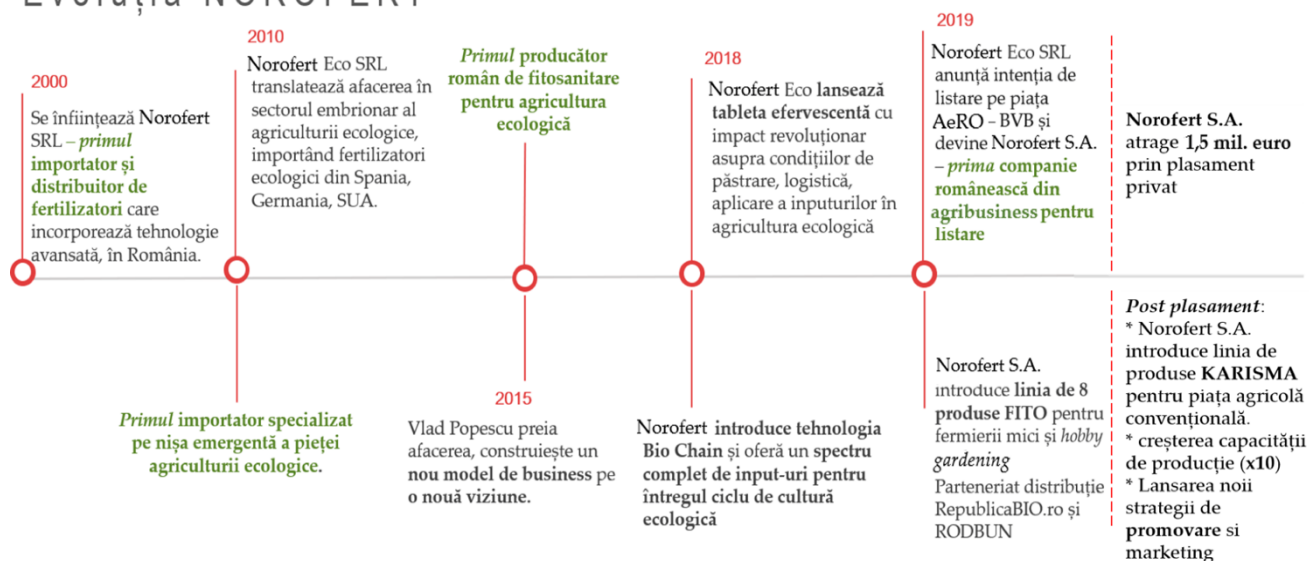 Evoluția NOROFERT
2000
Se înființează Norofert
SRL – primul
importator și
distribuitor de
fertilizatori care
incorporează tehnologie
avansată, în România.
2010
Norofert Eco SRL
translatează afacerea în
sectorul embrionar al
agriculturii ecologice,
importând fertilizatori
ecologici din Spania,
Germania, SUA.
Primul importator specializat
pe nișa emergentă a pieței
agriculturii ecologice.
Primul producător
român de fitosanitare
pentru agricultura
ecologică
2015
Vlad Popescu preia
afacerea, construiește un
nou model de business pe
o nouă viziune.
2018
Norofert Eco lansează
tableta efervescentă cu
impact revoluționar
asupra condițiilor de
păstrare, logistică,
aplicare a inputurilor în
agricultura ecologică
Norofert introduce tehnologia
Bio Chain și oferă un spectru
complet de input-uri pentru
întregul ciclu de cultură
ecologică
2019
Norofert Eco SRL
anunță intenția de
listare pe piața
AeRO – BVB și
devine Norofert S.A.
– prima companie
românească din
agribusiness pentru
listare
Norofert S.A.
introduce linia de 8
produse FITO pentru
fermierii mici și hobby
gardening
Parteneriat distribuție
RepublicaBIO.ro și
RODBUN
Norofert S.A.
atrage 1,5 mil. euro
prin plasament
privat
Post plasament:
* Norofert S.A.
introduce linia de
produse KARISMA
pentru piața agricolă
convențională.
* creșterea capacității
de producție (x10)
* Lansarea noii
strategii de
promovare si
marketing